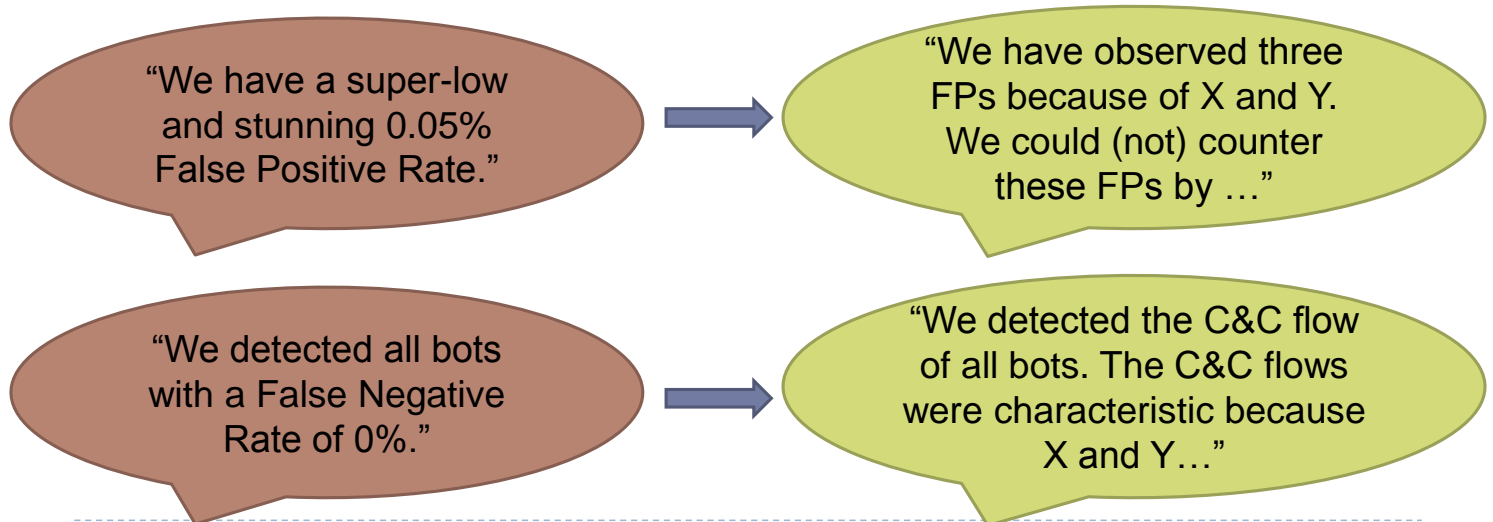 “We have a super-low
and stunning 0.05%
False Positive Rate.”
“We have observed three
FPs because of X and Y.
We could (not) counter
these FPs by …”
“We detected all bots
with a False Negative
Rate of 0%.”
“We detected the C&C flow
of all bots. The C&C flows
were characteristic because
X and Y…”